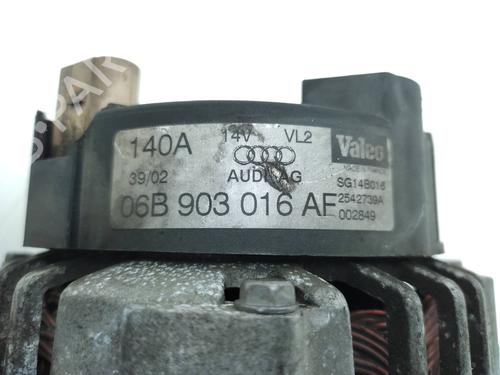 140A 14V VL2 Valeo
39/02 AUDI AG SG14B016
06B 903 016 AF 2542739A
002849